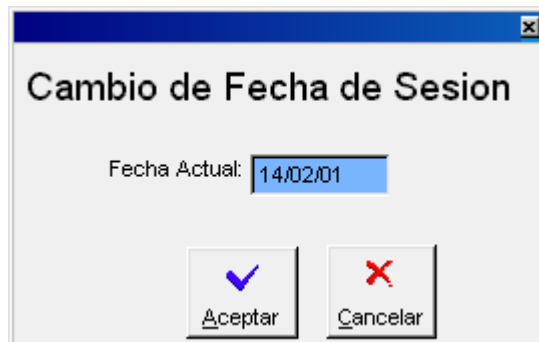 Cambio de Fecha de Sesion
Fecha Actual: 14/02/01
Aceptar Cancelar